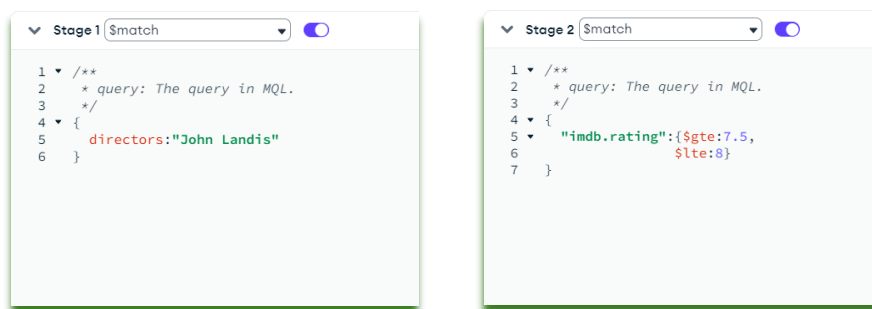 Stage 1 $match
1 /**
2 * query: The query in MQL.
3 */
4 {
5 directors:"John Landis"
6 }
Stage 2 $match
1 /**
2 * query: The query in MQL.
3 */
4 {
5 "imdb.rating":{$gte:7.5,
6 $lte:8}
7 }